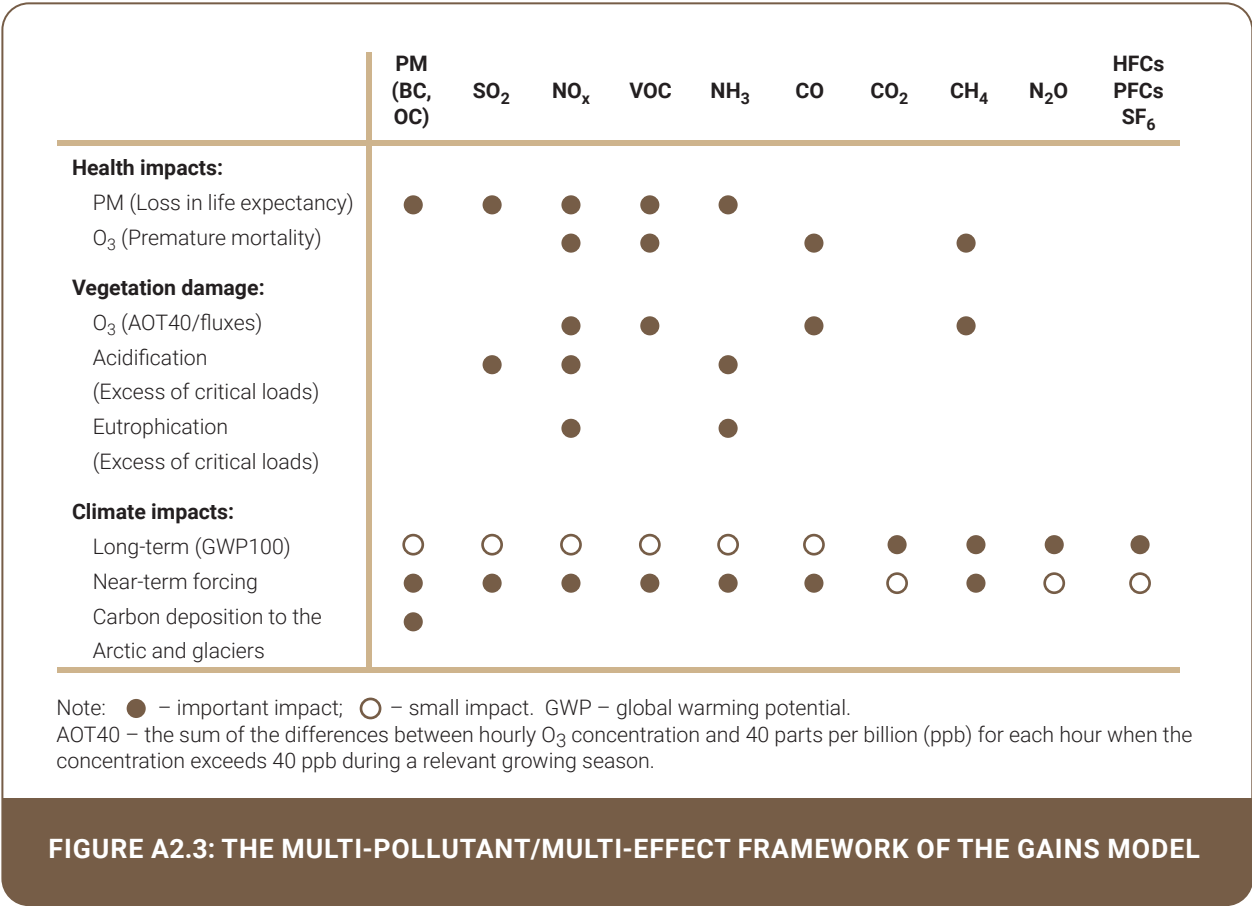 PM
(BC,
OC)
SO2
NOx
VOC
NH3
CO
CO2
CH4
N2O
HFCs
PFCs
SF6
Health impacts:
PM (Loss in life expectancy)
O3 (Premature mortality)
Vegetation damage:
O3 (AOT40/fluxes)
Acidification
(Excess of critical loads)
Eutrophication
(Excess of critical loads)
Climate impacts:
Long-term (GWP100)
Near-term forcing
Carbon deposition to the
Arctic and glaciers
Note: ● – important impact; ○ – small impact. GWP – global warming potential.
AOT40 – the sum of the differences between hourly O3 concentration and 40 parts per billion (ppb) for each hour when the
concentration exceeds 40 ppb during a relevant growing season.
FIGURE A2.3: THE MULTI-POLLUTANT/MULTI-EFFECT FRAMEWORK OF THE GAINS MODEL